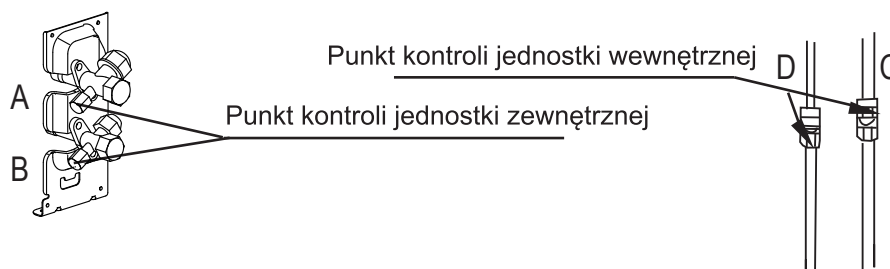 Punkt kontroli jednostki wewnętrznej
D
C
A
Punkt kontroli jednostki zewnętrznej
B